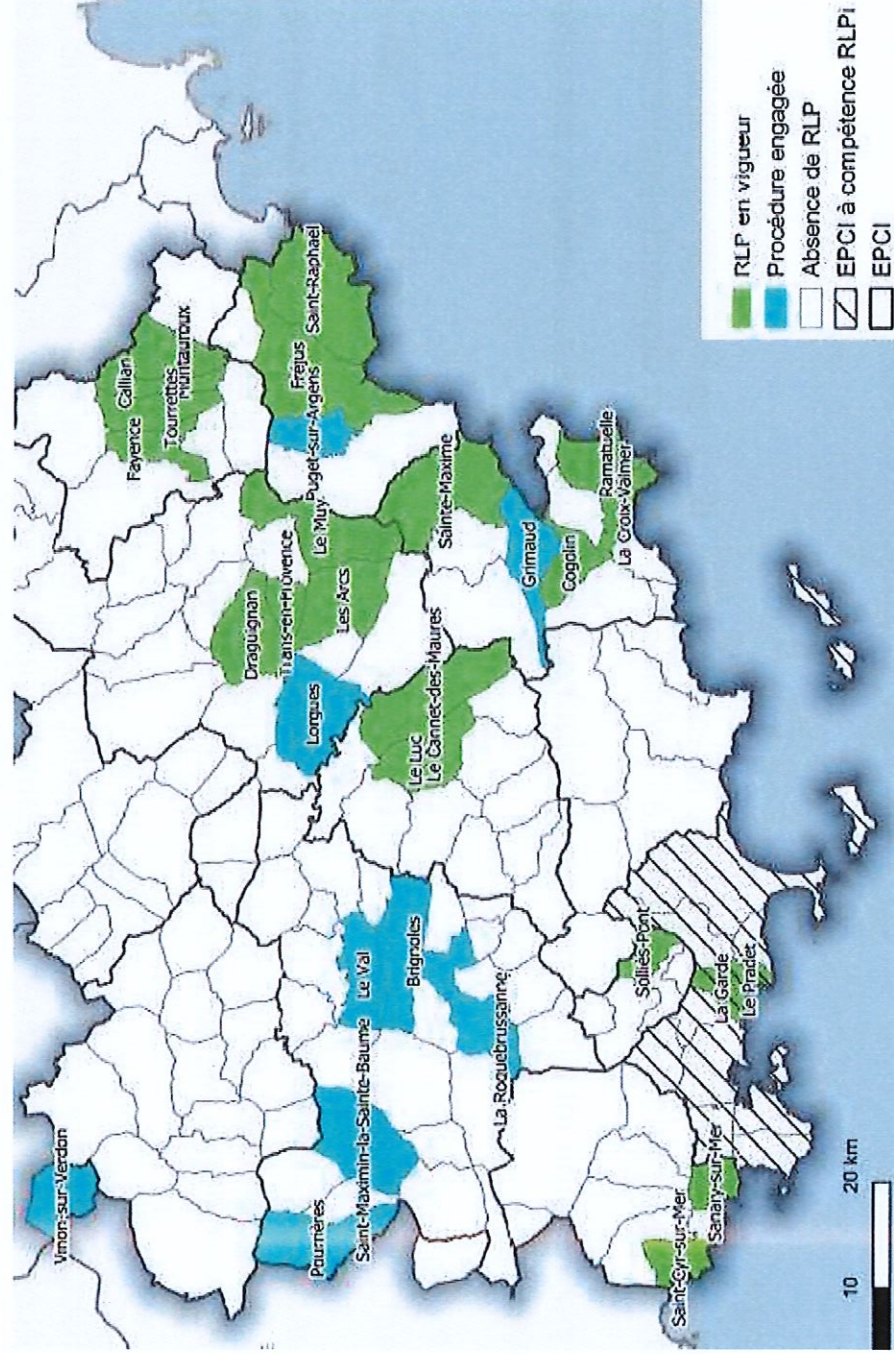 Vinon-sur-Verdon
Pourrières
Saint-Maximin-la-Sainte-Baume
Le Val
Brignoles
La Roquebrussanne
Lorgues
Draguignan
Trans-en-Provence
Les Arcs
Le Muy
Puget-sur-Argens
Fréjus
Saint-Raphaël
Fayence
Callian
Tourrettes
Montauroux
Le Luc
Le Cannet-des-Maures
Sainte-Maxime
Grimaud
Cogolin
Ramatuelle
La Croix-Valmer
Solliès-Pont
La Garde
Le Pradet
Saint-Cyr-sur-Mer
Sanary-sur-Mer
10
20 km
RLP en vigueur
Procédure engagée
Absence de RLP
EPCI à compétence RLPi
EPCI